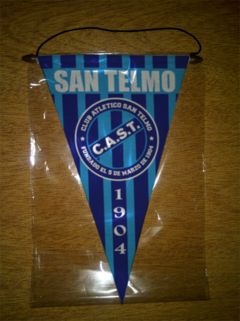 SAN TELMO
CLUB ATLETICO SAN TELMO
C.A.S.T.
FUNDADO EL 5 DE MARZO DE 1904
1904